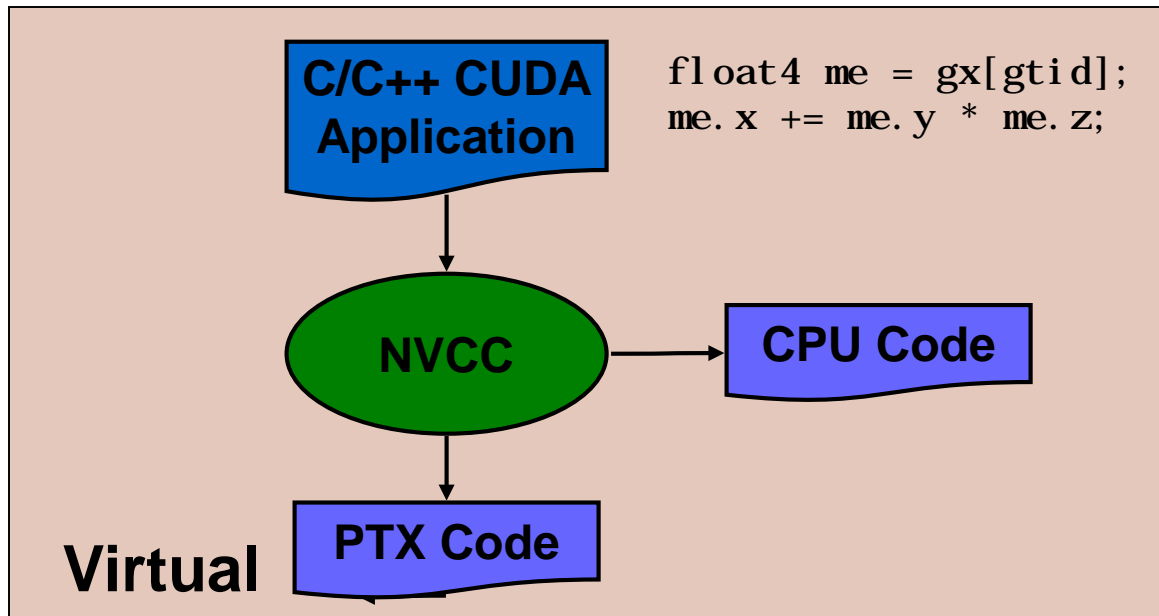 C/C++ CUDA
Application
float4 me = gx[gtid];
me.x += me.y * me.z;
NVCC
CPU Code
PTX Code
Virtual